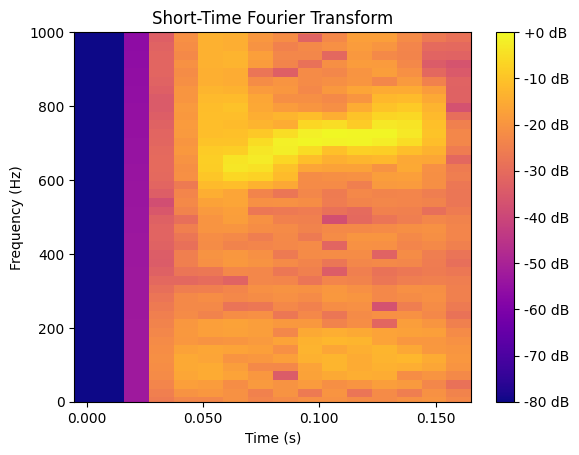 Short-Time Fourier Transform
Frequency (Hz)
1000
800
600
400
200
0
0.000
0.050
0.100
0.150
Time (s)
+0 dB
-10 dB
-20 dB
-30 dB
-40 dB
-50 dB
-60 dB
-70 dB
-80 dB